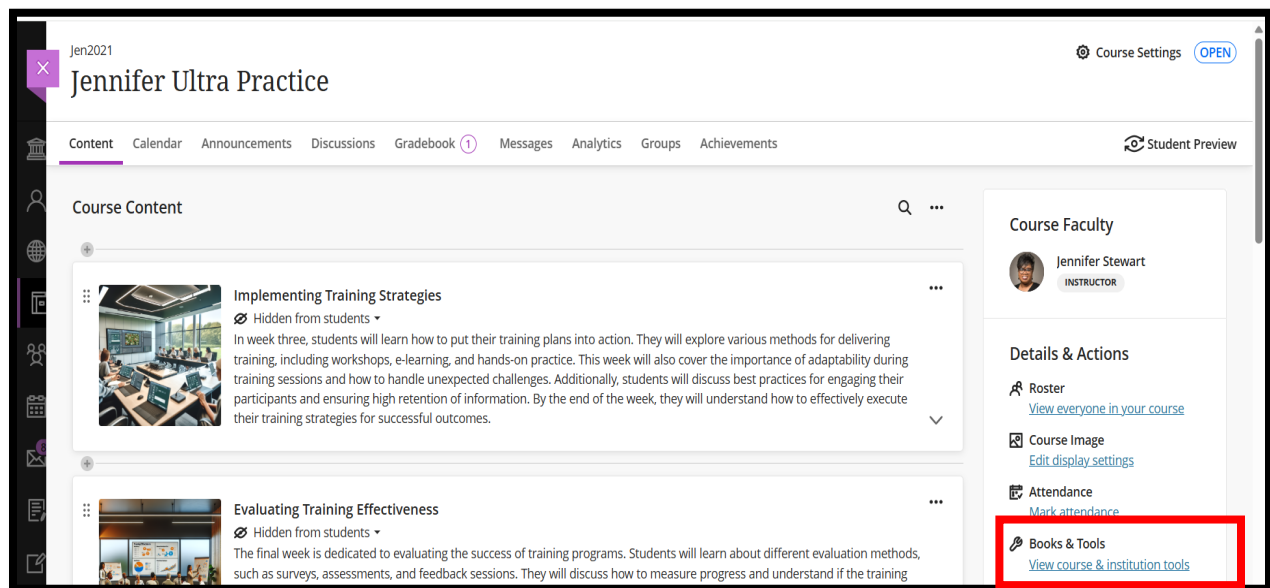 Jen2021
Jennifer Ultra Practice
Course Settings OPEN
Content Calendar Announcements Discussions Gradebook 1 Messages Analytics Groups Achievements
Student Preview
Course Content
Implementing Training Strategies
Hidden from students
In week three, students will learn how to put their training plans into action. They will explore various methods for delivering
training, including workshops, e-learning, and hands-on practice. This week will also cover the importance of adaptability during
training sessions and how to handle unexpected challenges. Additionally, students will discuss best practices for engaging their
participants and ensuring high retention of information. By the end of the week, they will understand how to effectively execute
their training strategies for successful outcomes.
Evaluating Training Effectiveness
Hidden from students
The final week is dedicated to evaluating the success of training programs. Students will learn about different evaluation methods,
such as surveys, assessments, and feedback sessions. They will discuss how to measure progress and understand if the training
Course Faculty
Jennifer Stewart
INSTRUCTOR
Details & Actions
Roster
View everyone in your course
Course Image
Edit display settings
Attendance
Mark attendance
Books & Tools
View course & institution tools